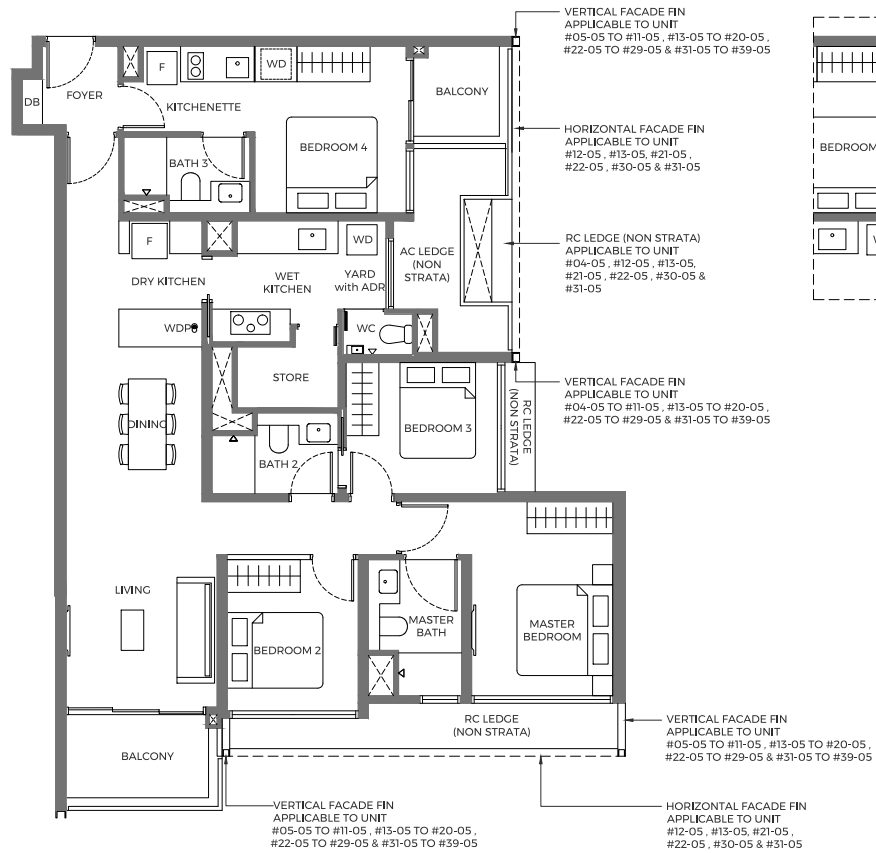 VERTICAL FACADE FIN
APPLICABLE TO UNIT
#05-05 TO #11-05 , #13-05 TO #20-05 ,
#22-05 TO #29-05 & #31-05 TO #39-05
DB
FOYER
F
WD
KITCHENETTE
BALCONY
BEDROOM 4
BATH 3
HORIZONTAL FACADE FIN
APPLICABLE TO UNIT
#12-05 , #13-05, #21-05 ,
#22-05 , #30-05 & #31-05
BEDROOM
F
WD
DRY KITCHEN
WET
KITCHEN
YARD
with ADR
AC LEDGE
(NON
STRATA)
RC LEDGE (NON STRATA)
APPLICABLE TO UNIT
#04-05 , #12-05 , #13-05,
#21-05 , #22-05 , #30-05 &
#31-05
WDP
WC
STORE
VERTICAL FACADE FIN
APPLICABLE TO UNIT
#04-05 TO #11-05 , #13-05 TO #20-05 ,
#22-05 TO #29-05 & #31-05 TO #39-05
DINING
BEDROOM 3
RC LEDGE
(NON STRATA)
BATH 2
LIVING
BEDROOM 2
MASTER
BATH
MASTER
BEDROOM
RC LEDGE
(NON STRATA)
BALCONY
VERTICAL FACADE FIN
APPLICABLE TO UNIT
#05-05 TO #11-05 , #13-05 TO #20-05 ,
#22-05 TO #29-05 & #31-05 TO #39-05
VERTICAL FACADE FIN
APPLICABLE TO UNIT
#05-05 TO #11-05 , #13-05 TO #20-05 ,
#22-05 TO #29-05 & #31-05 TO #39-05
HORIZONTAL FACADE FIN
APPLICABLE TO UNIT
#12-05 , #13-05, #21-05 ,
#22-05 , #30-05 & #31-05